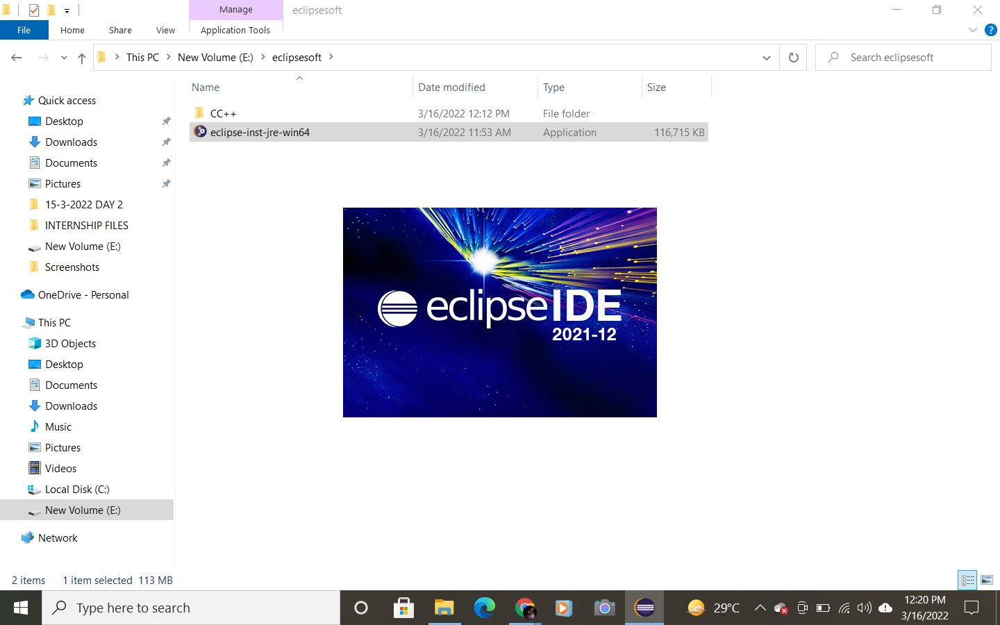 Manage
eclipsesoft
File
Home
Share
View
Application Tools
This PC
New Volume (E:)
eclipsesoft
Search eclipsesoft
Name
Date modified
Type
Size
CC++
3/16/2022 12:12 PM
File folder
eclipse-inst-jre-win64
3/16/2022 11:53 AM
Application
116,715 KB
Quick access
Desktop
Downloads
Documents
Pictures
15-3-2022 DAY 2
INTERNSHIP FILES
New Volume (E:)
Screenshots
OneDrive - Personal
This PC
3D Objects
Desktop
Documents
Downloads
Music
Pictures
Videos
Local Disk (C:)
New Volume (E:)
Network
eclipse IDE
2021-12
2 items
1 item selected 113 MB
Type here to search
29°C
12:20 PM
3/16/2022